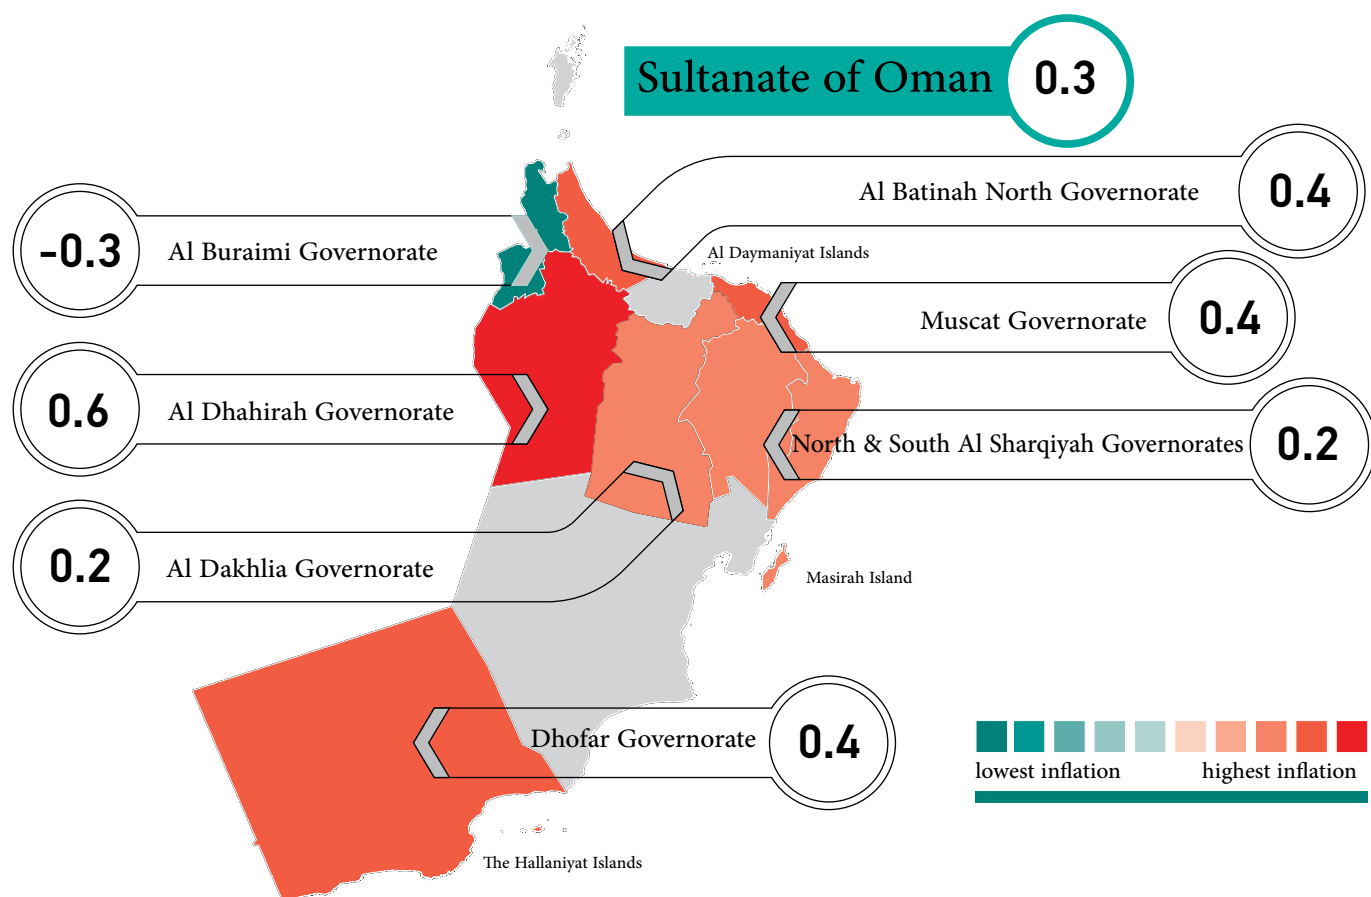 Sultanate of Oman 0.3
Al Batinah North Governorate 0.4
-0.3 Al Buraimi Governorate
Al Daymaniyat Islands
Muscat Governorate 0.4
0.6 Al Dhahirah Governorate
North & South Al Sharqiyah Governorates 0.2
0.2 Al Dakhlia Governorate
Masirah Island
Dhofar Governorate 0.4
lowest inflation highest inflation
The Hallaniyat Islands